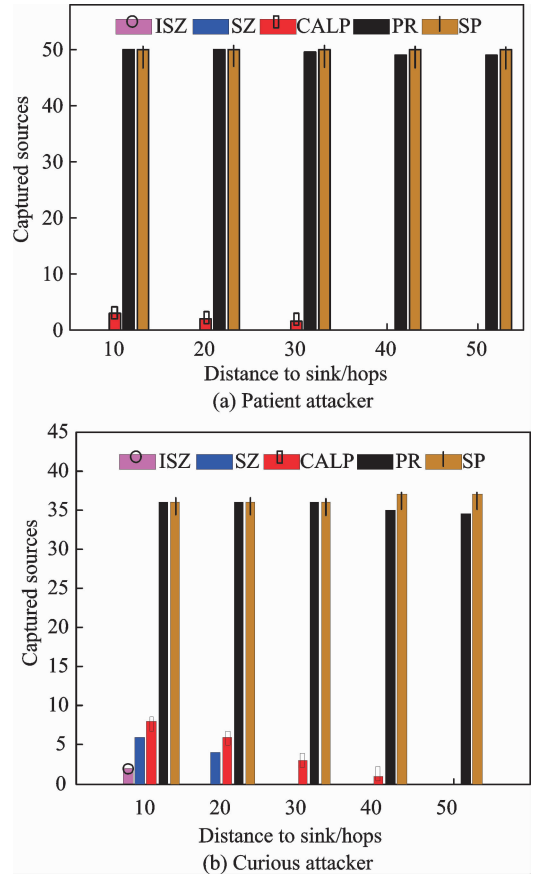 ISZ SZ CALP PR SP
60
50
40
30
20
10
0
Captured sources
10 20 30 40 50
Distance to sink/hops
(a) Patient attacker
45
40
35
30
25
20
15
10
5
0
ISZ SZ CALP PR SP
Captured sources
10 20 30 40 50
Distance to sink/hops
(b) Curious attacker